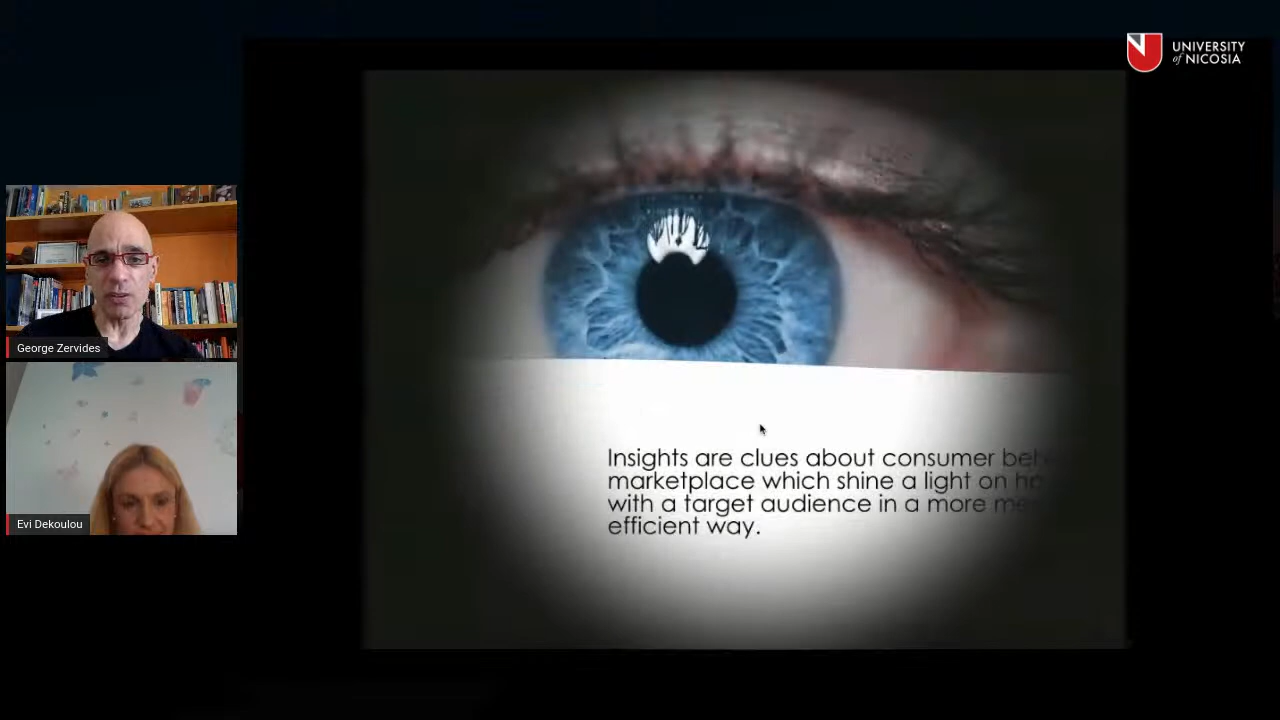 UNIVERSITY
of NICOSIA
George Zervides
Evi Dekoulou
Insights are clues about consumer
marketplace which shine a light on
with a target audience in a more
efficient way.